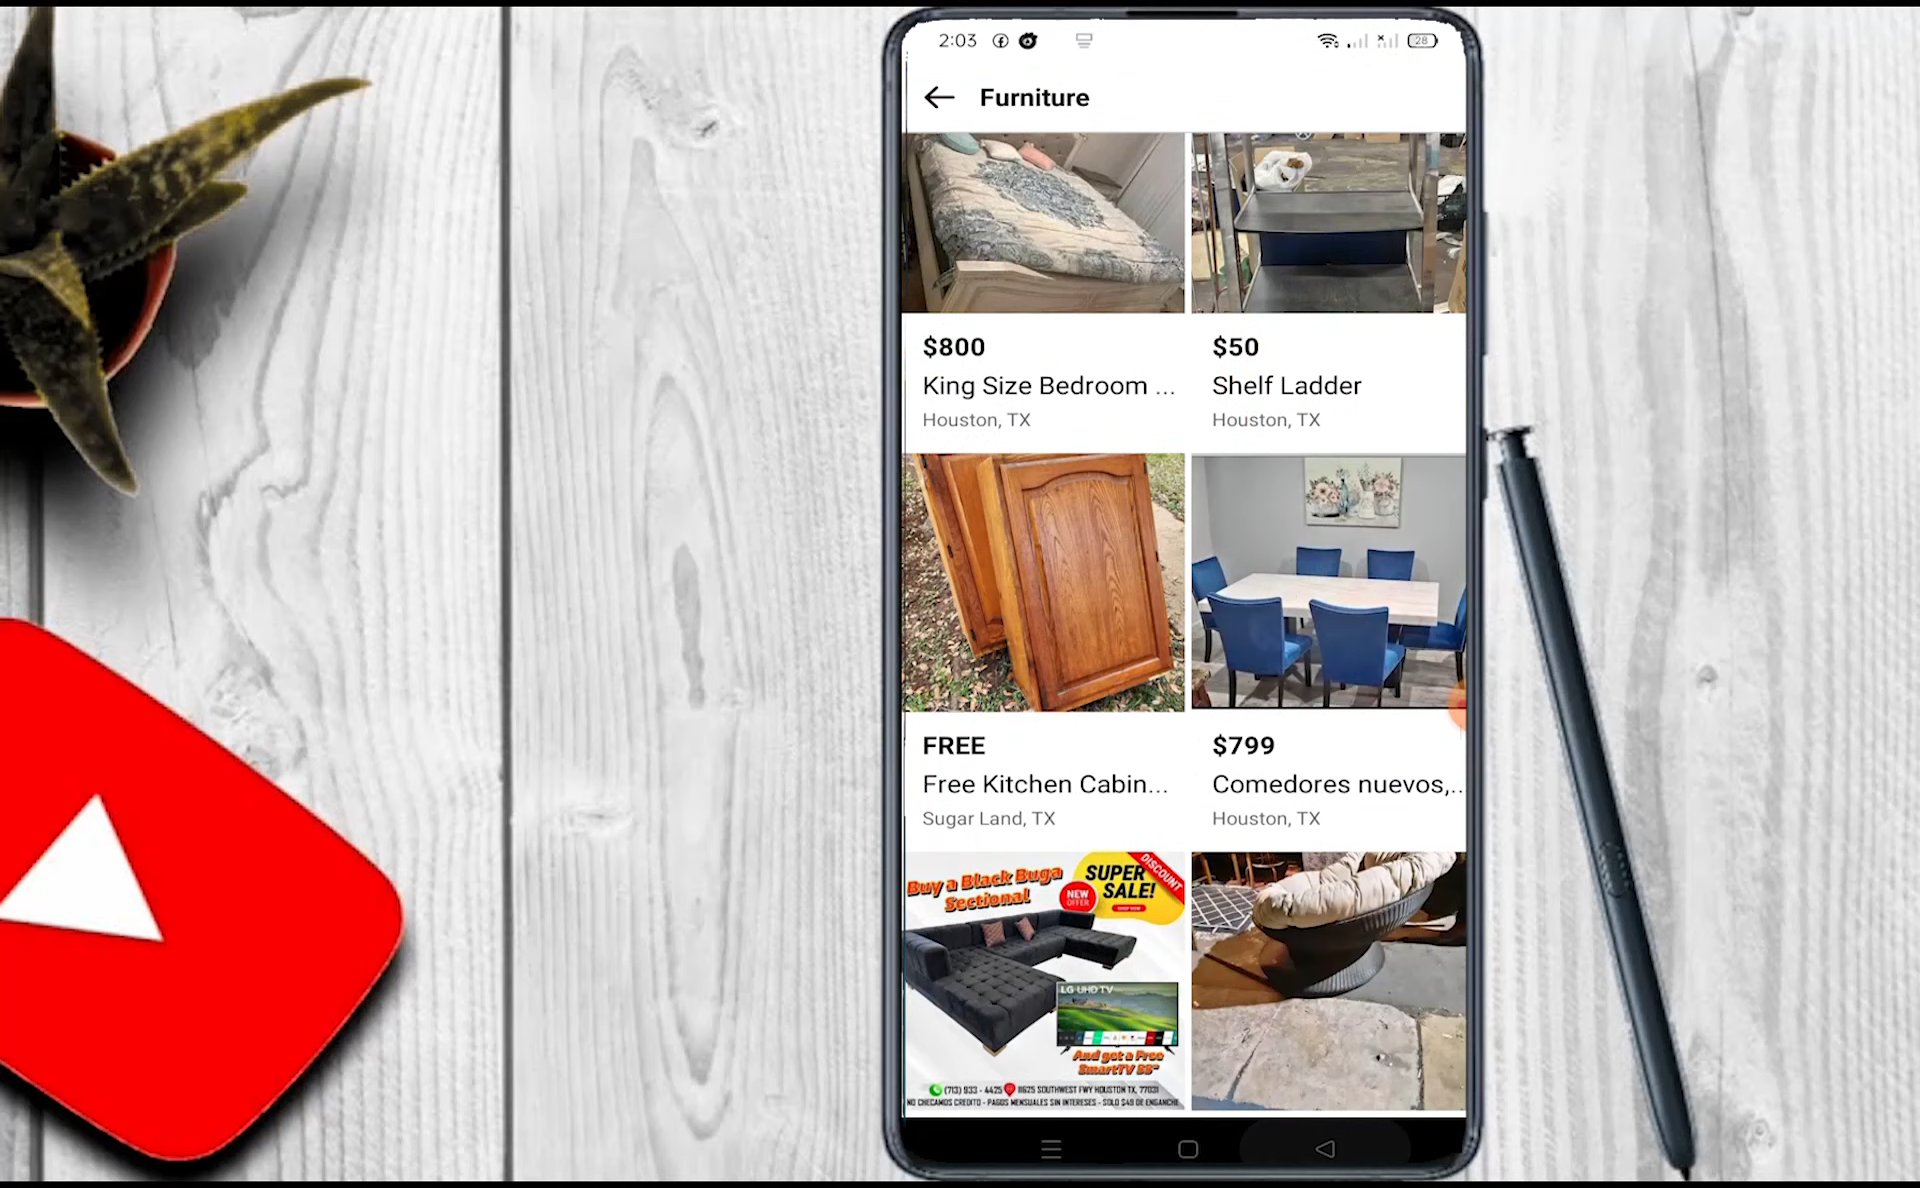 2:03
28
Furniture
$800
King Size Bedroom ...
Houston, TX
$50
Shelf Ladder
Houston, TX
FREE
Free Kitchen Cabin...
Sugar Land, TX
$799
Comedores nuevos,..
Houston, TX
Buy a Black Buga
Sectional
SUPER
SALE!
DISCOUNT
NEW
OFFER
SHOP NOW
LG UHD TV
And get a Free
(713) 933 - 4425 11625 SOUTHWEST FWY HOUSTON TX, 77031
NO CHECAMOS CREDITO - PAGOS MENSUALES SIN INTERESES - SOLO $49 DE ENGANCHE